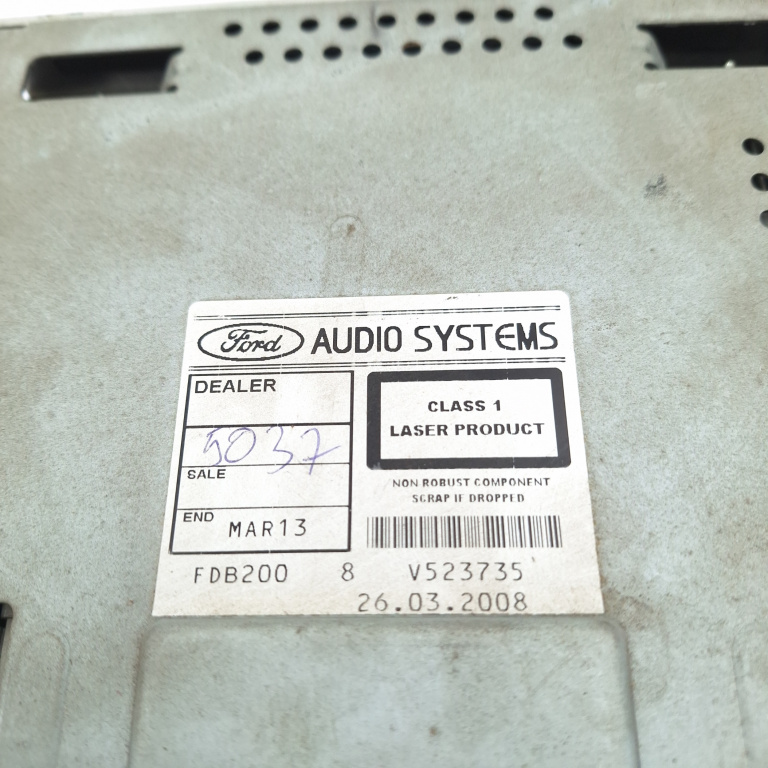 Ford AUDIO SYSTEMS
DEALER
5037
SALE
END MAR13
CLASS 1
LASER PRODUCT
NON ROBUST COMPONENT
SCRAP IF DROPPED
FDB200 8 V523735
26.03.2008